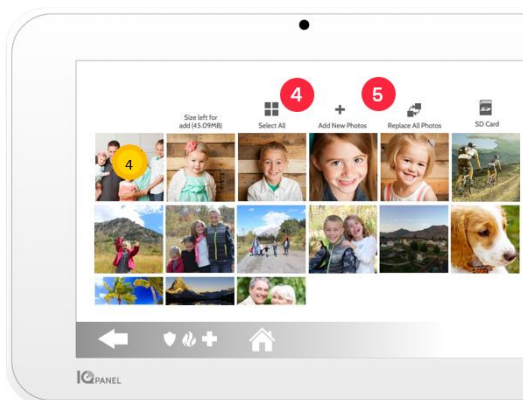 4
5
Size left for
add (45.09MB)
Select All
Add New Photos
Replace All Photos
SD Card
4
IQ PANEL